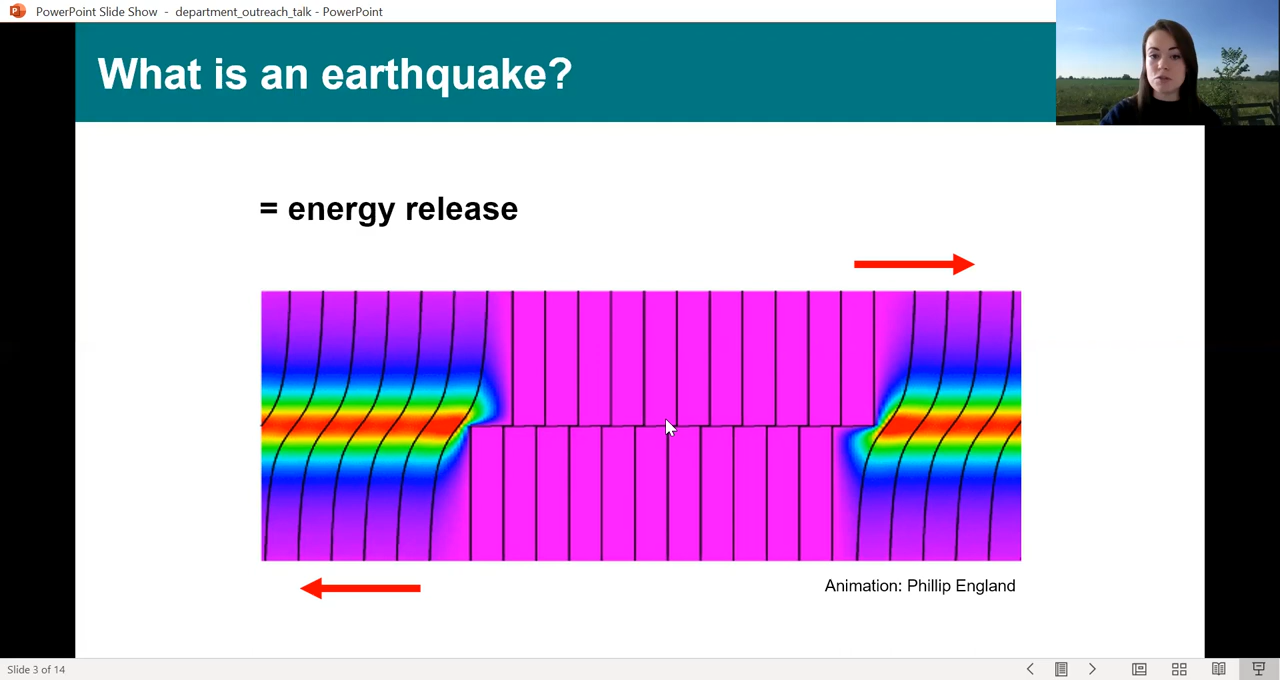 PowerPoint Slide Show - department_outreach_talk - PowerPoint
What is an earthquake?
= energy release
Animation: Phillip England
Slide 3 of 14